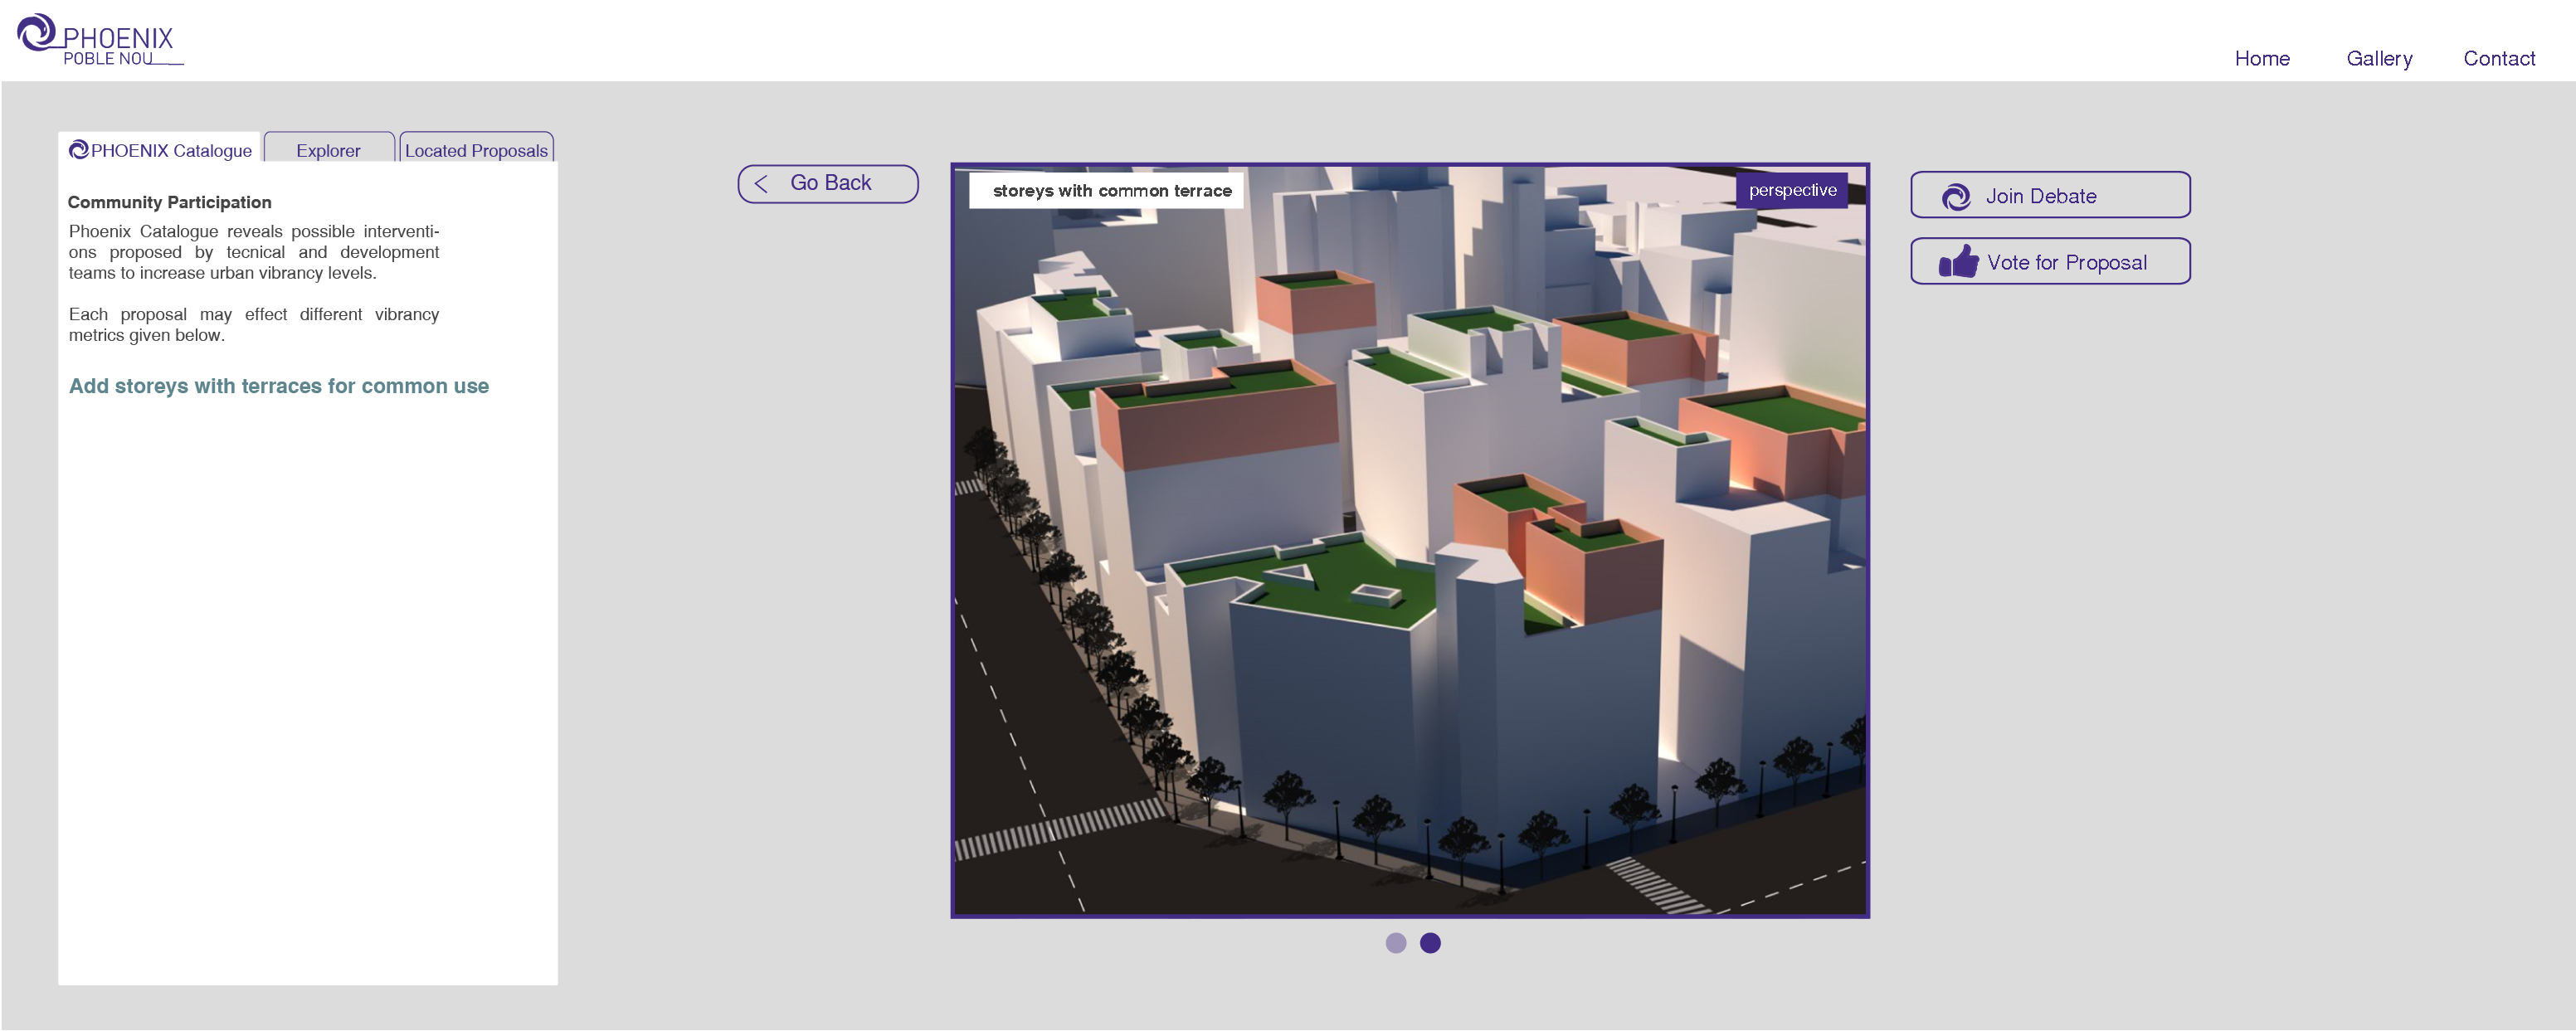 PHOENIX
POBLE NOU
Home Gallery Contact
PHOENIX Catalogue Explorer Located Proposals
Community Participation
Phoenix Catalogue reveals possible interventi-
ons proposed by tecnical and development
teams to increase urban vibrancy levels.
Each proposal may effect different vibrancy
metrics given below.
Add storeys with terraces for common use
Go Back
storeys with common terrace
perspective
Join Debate
Vote for Proposal